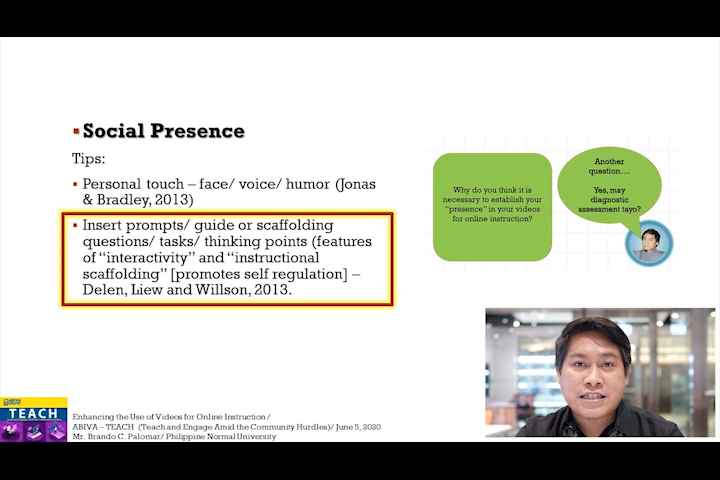 Social Presence
Tips:
Personal touch – face/ voice/ humor (Jonas
& Bradley, 2013)
Insert prompts/ guide or scaffolding
questions/ tasks/ thinking points (features
of “interactivity” and “instructional
scaffolding” [promotes self regulation] –
Delen, Liew and Willson, 2013.
Why do you think it is
necessary to establish your
“presence” in your videos
for online instruction?
Another
question....
Yes, may
diagnostic
assessment tayo?
ABIVA
TEACH
Enhancing the Use of Videos for Online Instruction/
ABIVA – TEACH (Teach and Engage Amid the Community Hurdles)/ June 5, 2020
Mr. Brando C. Palomar/ Philippine Normal University